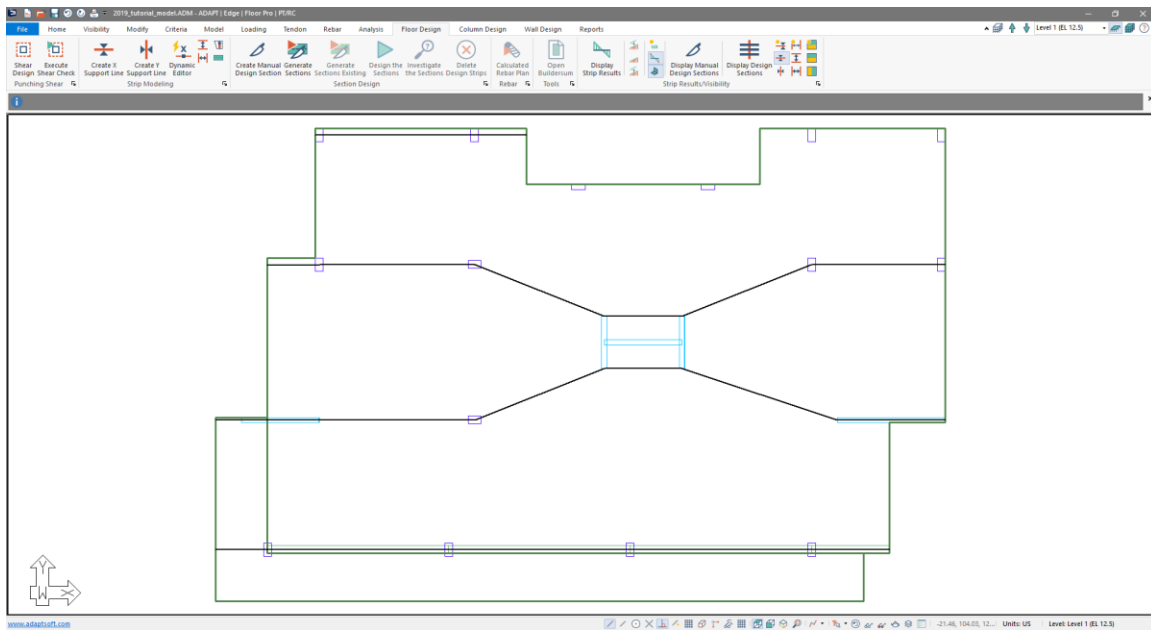 2019_tutorial_model.ADM - ADAPT | Edge | Floor Pro | PT/RC
File Home Visibility Modify Criteria Model Loading Tendon Rebar Analysis Floor Design Column Design Wall Design Reports
Level 1 (EL 12.5)
Shear Design
Execute Shear Check
Create X Support Line
Create Y Support Line
Dynamic Editor
Create Manual Design Section
Generate Sections
Generate Sections Existing
Design the Sections
Investigate the Sections
Delete Design Strips
Calculated Rebar Plan
Open Buildersum
Display Strip Results
Display Manual Design Sections
Display Design Sections
Punching Shear Strip Modeling Section Design Rebar Tools Strip Results/Visibility
Y
W X
www.adaptsoft.com
-21.46, 104.03, 12... Units: US Level: Level 1 (EL 12.5)